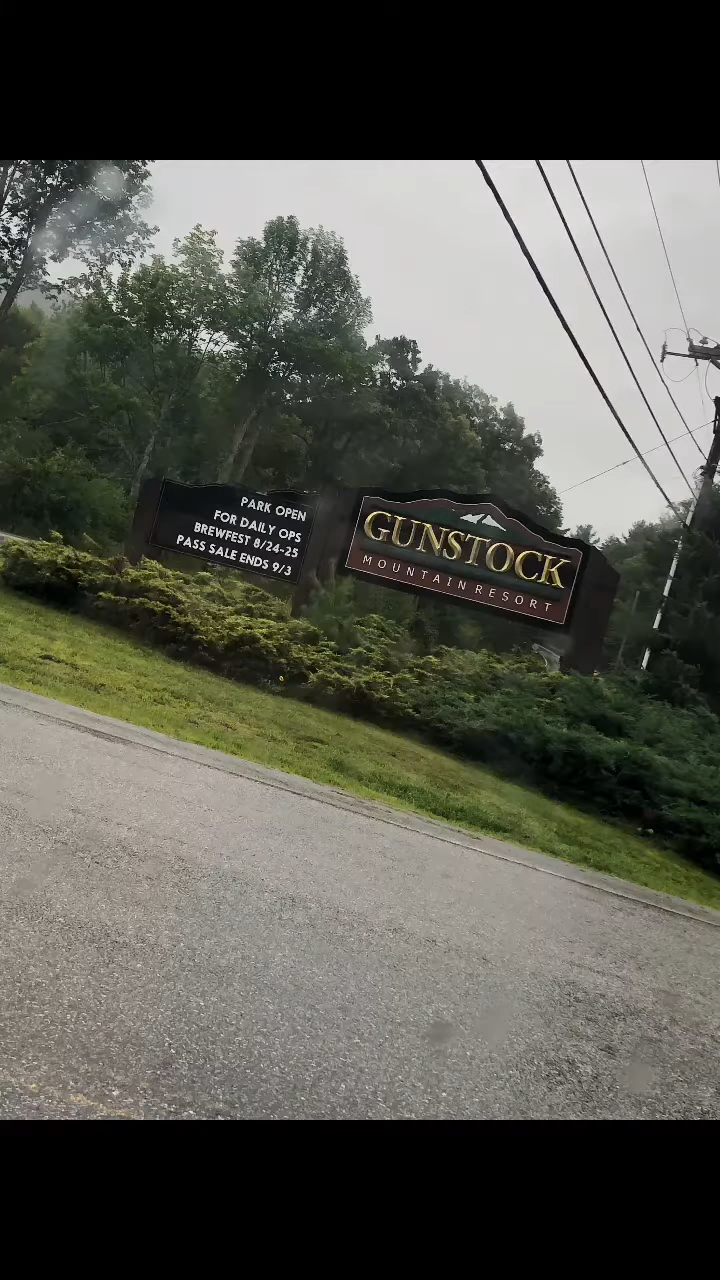 PARK OPEN
FOR DAILY OPS
BREWFEST 8/24-25
PASS SALE ENDS 9/3
GUNSTOCK
MOUNTAIN RESORT